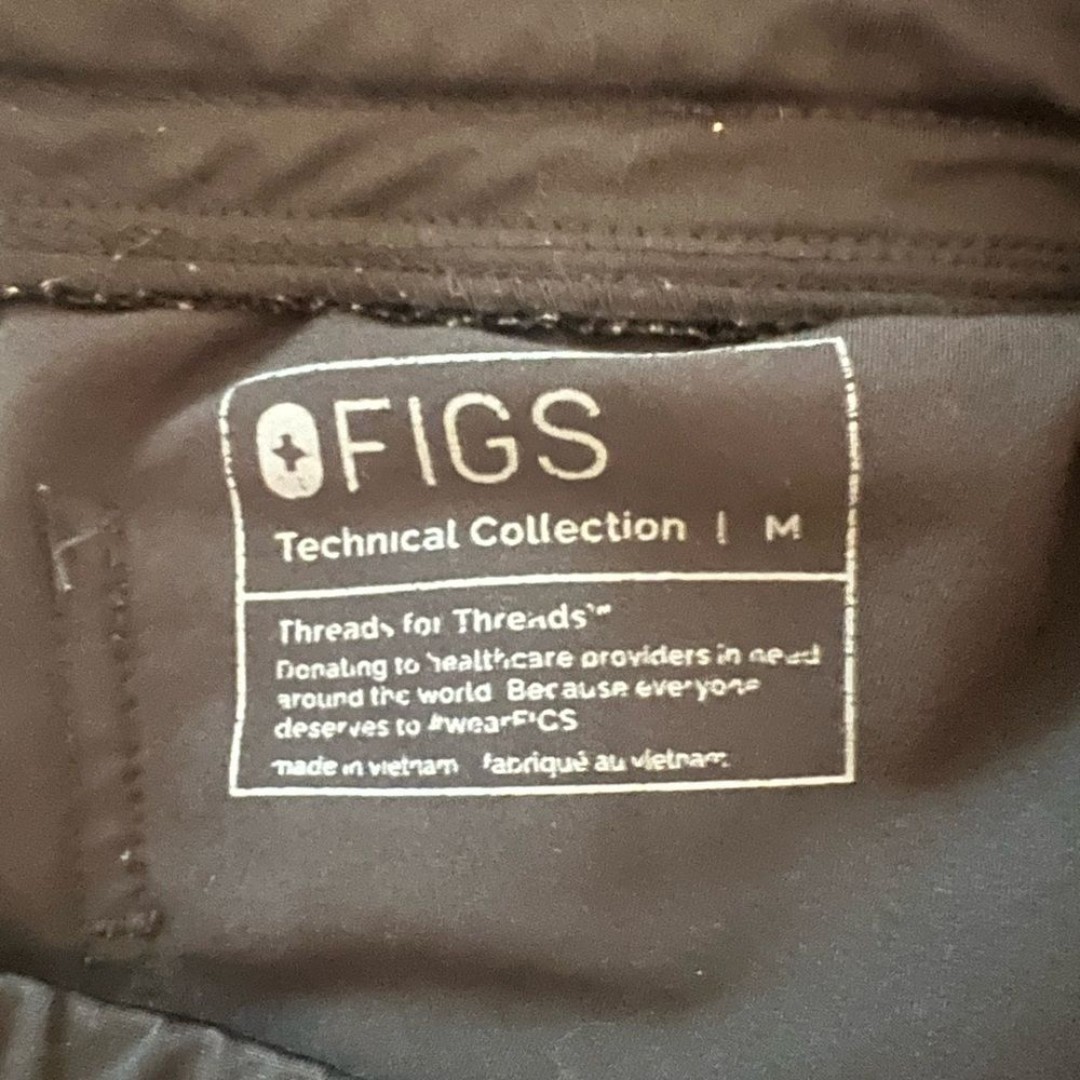 FIGS
Technical Collection | M
Threads for Threads™
Donating to healthcare providers in need
around the world Because everyone
deserves to #wearFIGS
made in vietnam fabriqué au vietnam